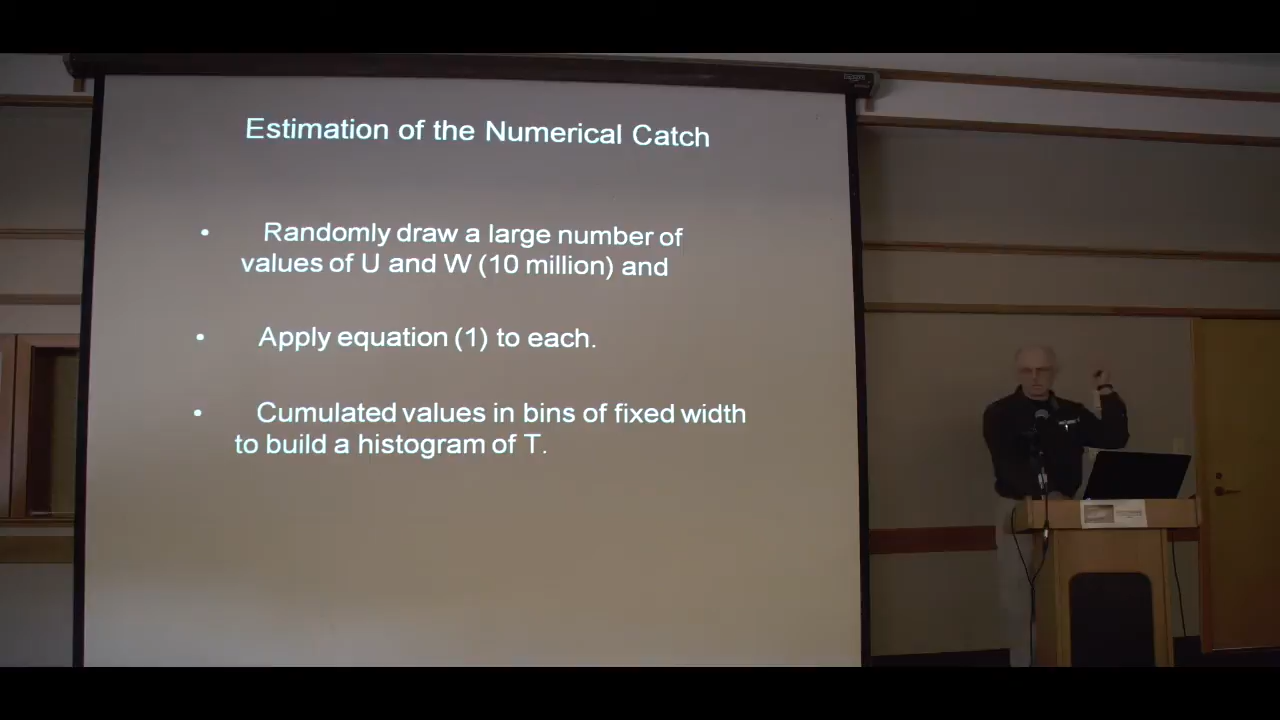 Estimation of the Numerical Catch
• Randomly draw a large number of
values of U and W (10 million) and
• Apply equation (1) to each.
• Cumulated values in bins of fixed width
to build a histogram of T.